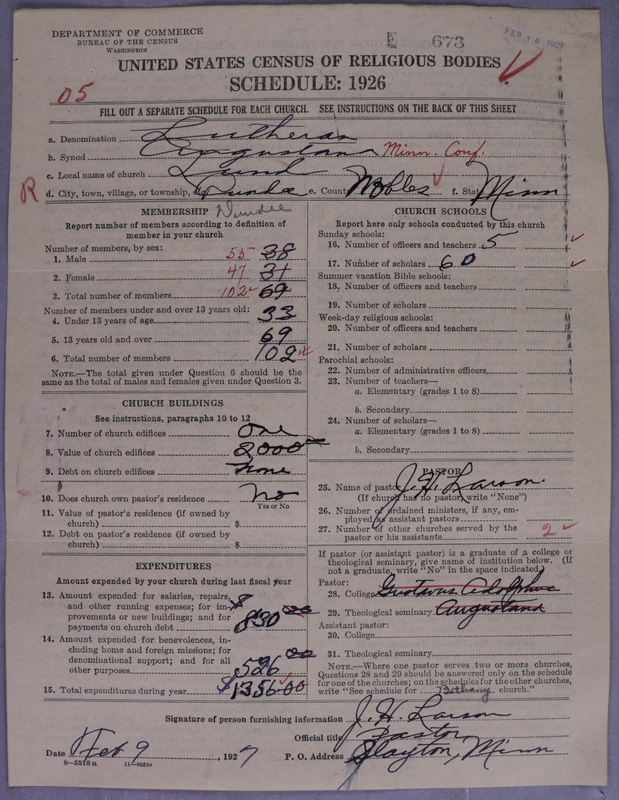 DEPARTMENT OF COMMERCE
BUREAU OF THE CENSUS
WASHINGTON
673
UNITED STATES CENSUS OF RELIGIOUS BODIES
SCHEDULE: 1926
05
FILL OUT A SEPARATE SCHEDULE FOR EACH CHURCH. SEE INSTRUCTIONS ON THE BACK OF THIS SHEET
a. Denomination Lutheran
b. Synod Augustana Minn. Conf.
c. Local name of church Lund
R d. City, town, village, or township, etc. Dundee e. County Nobles f. State Minn
MEMBERSHIP Dundee
Report number of members according to definition of
member in your church
Number of members, by sex:
1. Male 55 38
2. Female 47 31
3. Total number of members 102 69
Number of members under and over 13 years old:
4. Under 13 years of age 33
5. 13 years old and over 69
6. Total number of members 102
NOTE.—The total given under Question 6 should be the
same as the total of males and females given under Question 3.
CHURCH BUILDINGS
See instructions, paragraphs 10 to 12
7. Number of church edifices One
8. Value of church edifices 2,000
9. Debt on church edifices none
10. Does church own pastor's residence No
Yes or No
11. Value of pastor's residence (if owned by
church) $
12. Debt on pastor's residence (if owned by
church) $
EXPENDITURES
Amount expended by your church during last fiscal year
13. Amount expended for salaries, repairs,
and other running expenses; for im-
provements or new buildings; and for
payments on church debt $ 830 00
14. Amount expended for benevolences, in-
cluding home and foreign missions; for
denominational support; and for all
other purposes 526 00
15. Total expenditures during year $ 1356.00
CHURCH SCHOOLS
Report here only schools conducted by this church
Sunday schools:
16. Number of officers and teachers 5
17. Number of scholars 60
Summer vacation Bible schools:
18. Number of officers and teachers
19. Number of scholars
Week-day religious schools:
20. Number of officers and teachers
21. Number of scholars
Parochial schools:
22. Number of administrative officers
23. Number of teachers—
a. Elementary (grades 1 to 8)
b. Secondary
24. Number of scholars—
a. Elementary (grades 1 to 8)
b. Secondary
PASTOR
25. Name of pastor J. H. Larson.
(If church has no pastor, write "None")
26. Number of ordained ministers, if any, em-
ployed as assistant pastors
27. Number of other churches served by the
pastor or his assistants 2
If pastor (or assistant pastor) is a graduate of a college or
theological seminary, give name of institution below. (If
not a graduate, write "No" in the space indicated)
Pastor:
28. College Gustavus Adolphus
29. Theological seminary Augustana
Assistant pastor:
30. College
31. Theological seminary
NOTE.—Where one pastor serves two or more churches,
Questions 28 and 29 should be answered only on the schedule
for one of the churches; on the schedules for the other churches,
write "See schedule for Bethany church."
Signature of person furnishing information J. H. Larson
Official title Pastor
Date Feb 9, 1927 P. O. Address Slayton, Minn
8—5518a 11—9551a